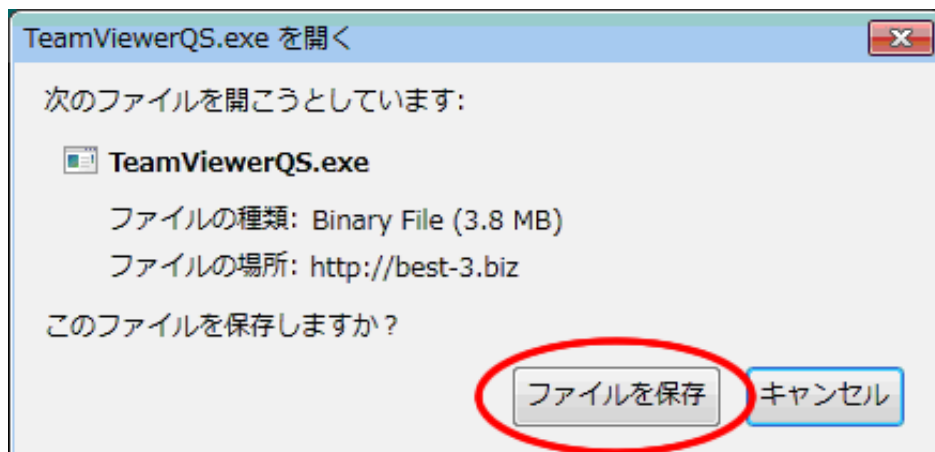 TeamViewerQS.exe を開く
次のファイルを開こうとしています:
TeamViewerQS.exe
ファイルの種類: Binary File (3.8 MB)
ファイルの場所: http://best-3.biz
このファイルを保存しますか？
ファイルを保存 キャンセル